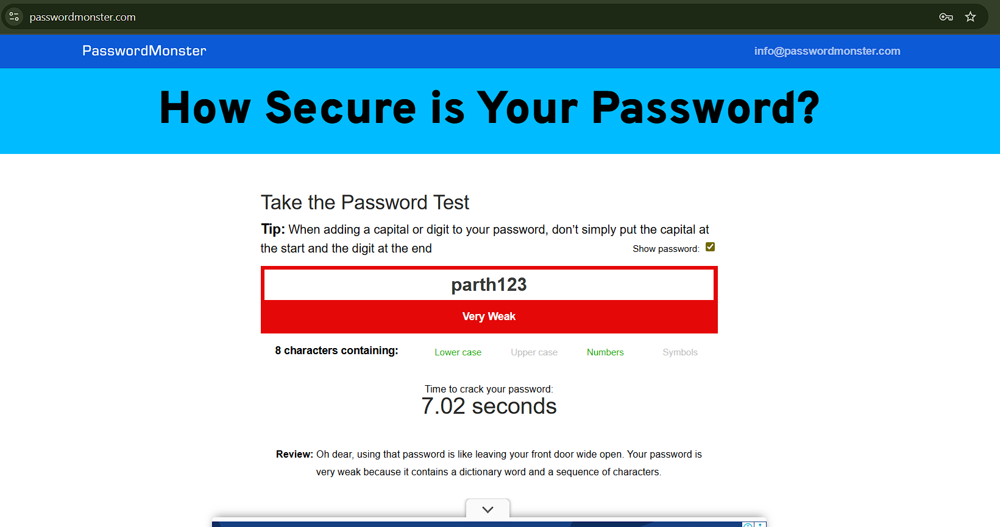 passwordmonster.com
PasswordMonster
info@passwordmonster.com
How Secure is Your Password?
Take the Password Test
Tip: When adding a capital or digit to your password, don’t simply put the capital at
the start and the digit at the end
Show password:
parth123
Very Weak
8 characters containing:
Lower case
Upper case
Numbers
Symbols
Time to crack your password:
7.02 seconds
Review: Oh dear, using that password is like leaving your front door wide open. Your password is
very weak because it contains a dictionary word and a sequence of characters.